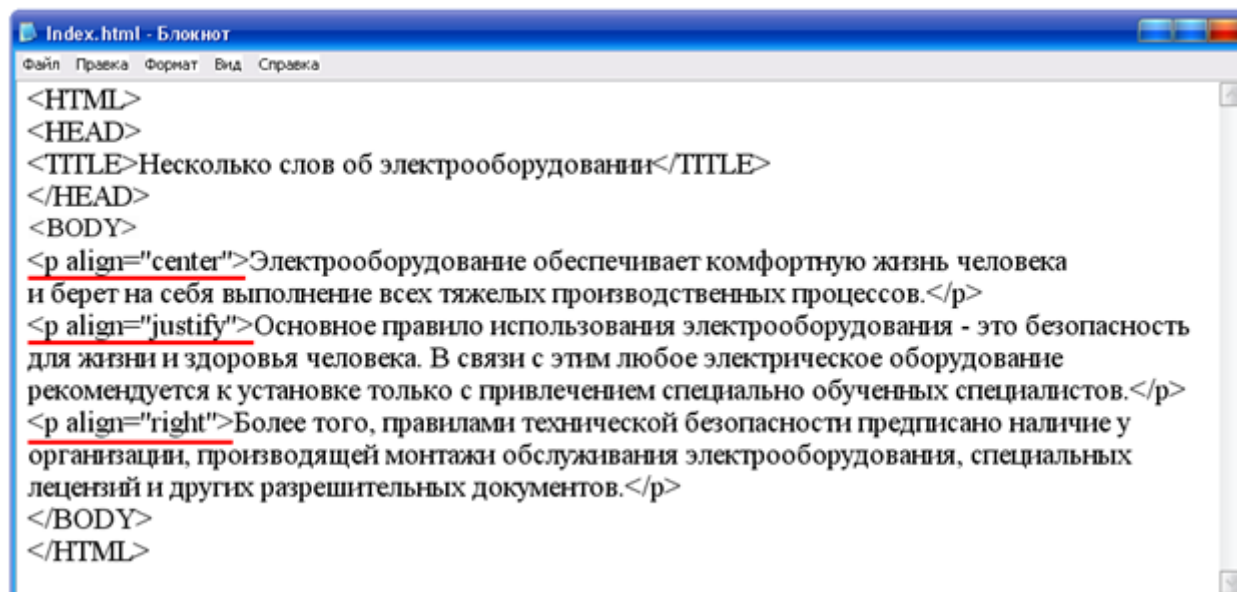 Index.html - Блокнот
Файл Правка Формат Вид Справка
<HTML>
<HEAD>
<TITLE>Несколько слов об электрооборудовании</TITLE>
</HEAD>
<BODY>
<p align="center">Электрооборудование обеспечивает комфортную жизнь человека
и берет на себя выполнение всех тяжелых производственных процессов.</p>
<p align="justify">Основное правило использования электрооборудования - это безопасность
для жизни и здоровья человека. В связи с этим любое электрическое оборудование
рекомендуется к установке только с привлечением специально обученных специалистов.</p>
<p align="right">Более того, правилами технической безопасности предписано наличие у
организации, производящей монтажи обслуживания электрооборудования, специальных
лецензий и других разрешительных документов.</p>
</BODY>
</HTML>